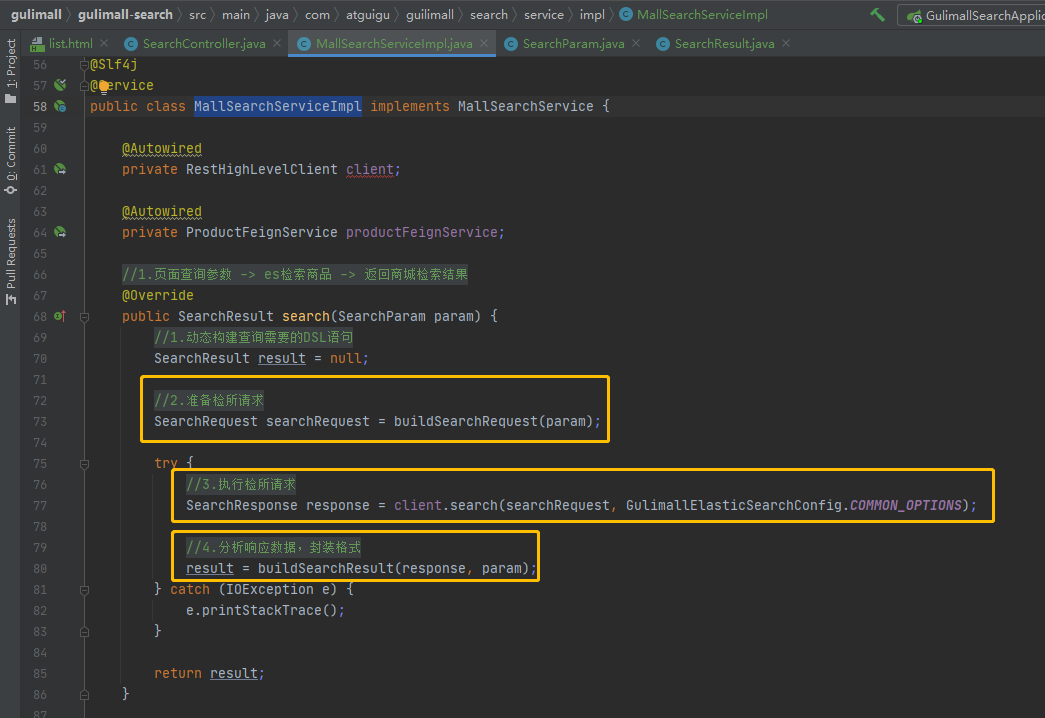 gulimall > gulimall-search > src > main > java > com > atguigu > guilimall > search > service > impl > MallSearchServiceImpl
GulimallSearchApplic
list.html SearchController.java MallSearchServiceImpl.java SearchParam.java SearchResult.java
1: Project
0: Commit
Pull Requests
56 @Slf4j
57 @Service
58 public class MallSearchServiceImpl implements MallSearchService {
59
60 @Autowired
61 private RestHighLevelClient client;
62
63 @Autowired
64 private ProductFeignService productFeignService;
65
66 //1.页面查询参数 -> es检索商品 -> 返回商城检索结果
67 @Override
68 public SearchResult search(SearchParam param) {
69 //1.动态构建查询需要的DSL语句
70 SearchResult result = null;
71
72 //2.准备检所请求
73 SearchRequest searchRequest = buildSearchRequest(param);
74
75 try {
76 //3.执行检所请求
77 SearchResponse response = client.search(searchRequest, GulimallElasticSearchConfig.COMMON_OPTIONS);
78
79 //4.分析响应数据，封装格式
80 result = buildSearchResult(response, param);
81 } catch (IOException e) {
82 e.printStackTrace();
83 }
84
85 return result;
86 }
87